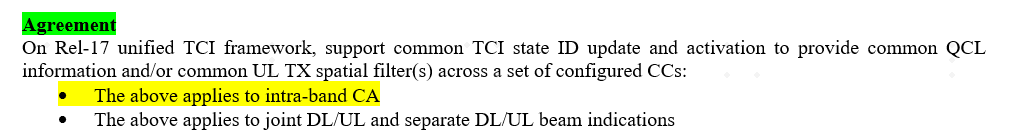 Agreement
On Rel-17 unified TCI framework, support common TCI state ID update and activation to provide common QCL
information and/or common UL TX spatial filter(s) across a set of configured CCs:
• The above applies to intra-band CA
• The above applies to joint DL/UL and separate DL/UL beam indications